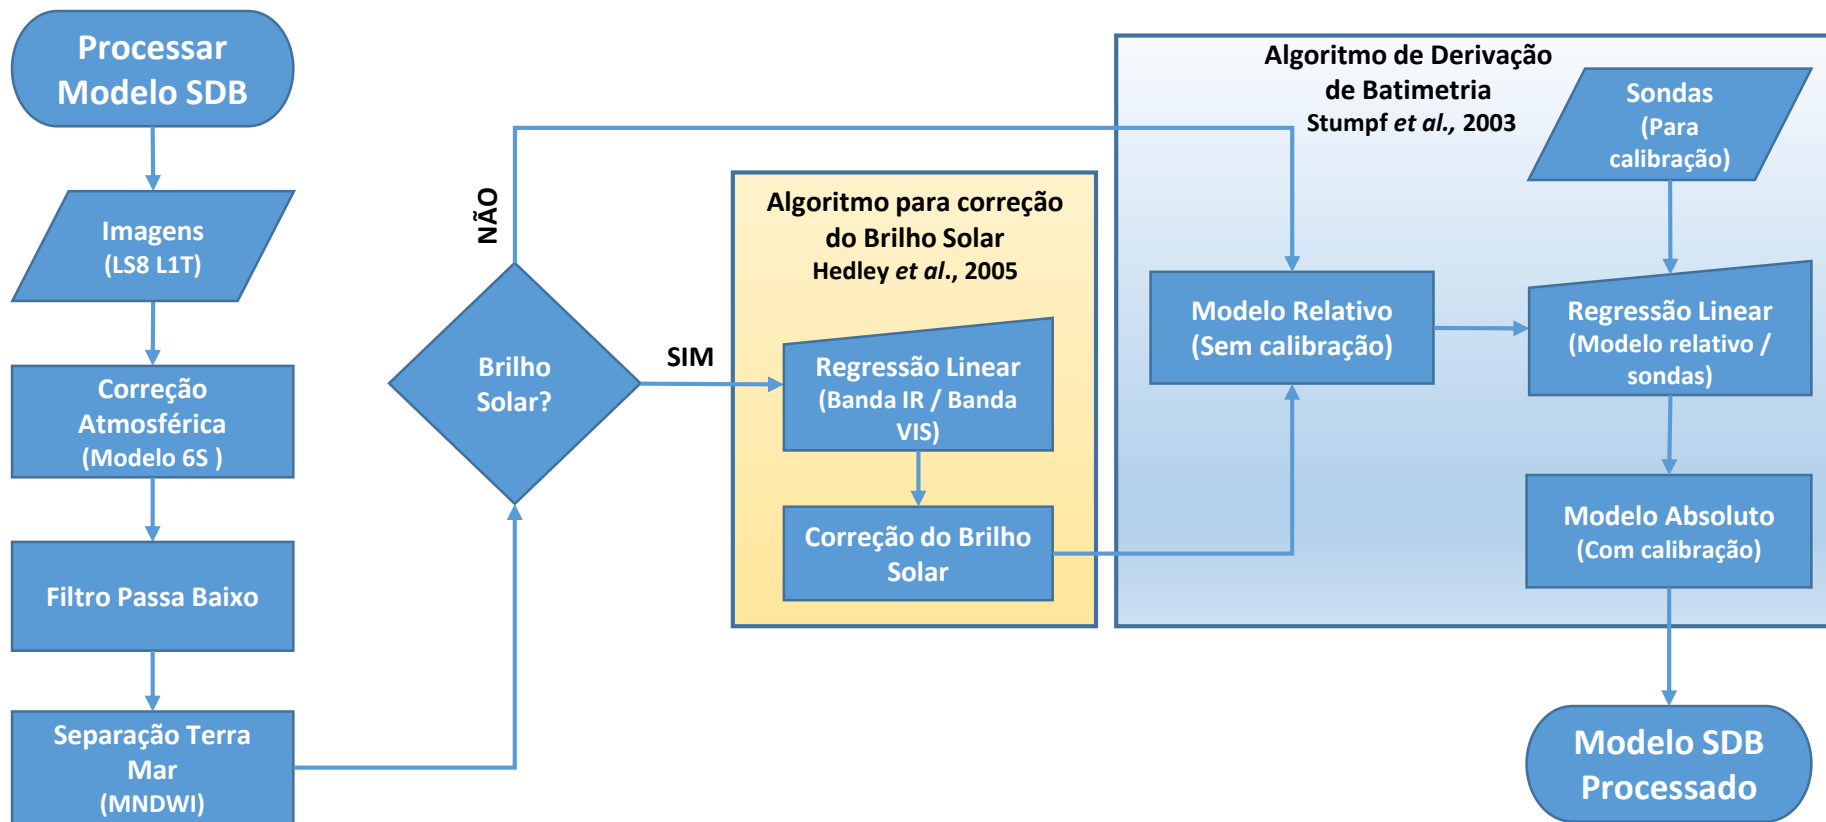 Processar
Modelo SDB
Imagens
(LS8 L1T)
Correção
Atmosférica
(Modelo 6S )
Filtro Passa Baixo
Separação Terra
Mar
(MNDWI)
Brilho
Solar?
NÃO
SIM
Algoritmo para correção
do Brilho Solar
Hedley et al., 2005
Regressão Linear
(Banda IR / Banda
VIS)
Correção do Brilho
Solar
Algoritmo de Derivação
de Batimetria
Stumpf et al., 2003
Modelo Relativo
(Sem calibração)
Sondas
(Para
calibração)
Regressão Linear
(Modelo relativo /
sondas)
Modelo Absoluto
(Com calibração)
Modelo SDB
Processado